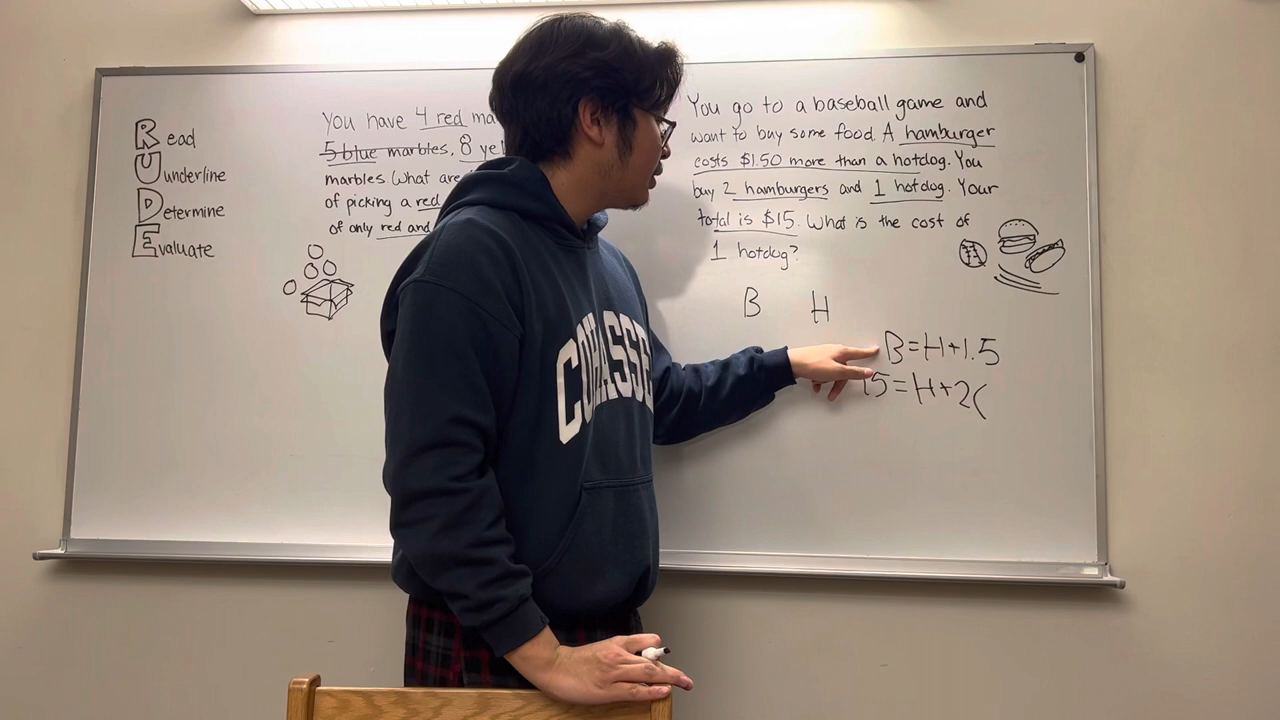 Read
Underline
Determine
Evaluate
You have 4 red
5 blue marbles, 8
marbles. What are
of picking a red
of only red and
You go to a baseball game and
want to buy some food. A hamburger
costs $1.50 more than a hotdog. You
buy 2 hamburgers and 1 hotdog. Your
total is $15. What is the cost of
1 hotdog?
B H
B=H+1.5
15=H+2(
COHASSE